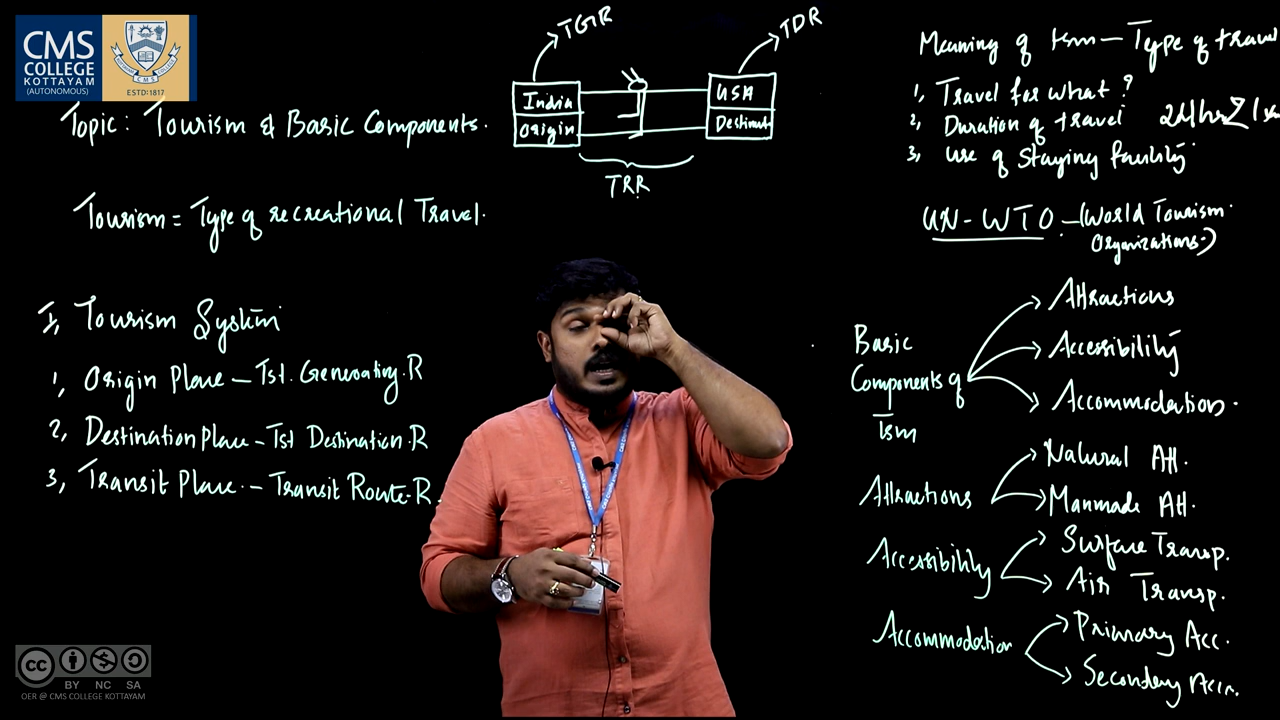 CMS
COLLEGE
KOTTAYAM
(AUTONOMOUS)
ESTD:1817
Topic: Tourism & Basic Components.
Tourism = Type of recreational Travel.
I, Tourism System
1, Origin Place – Tst. Generating. R
2, Destination Place – Tst Destination. R
3, Transit Place. – Transit Route. R.
TGR
TDR
India
Origin
USA
Destinat
TRR
Meaning of tsm – Type of travel
1, Travel for what?
2, Duration of travel 24hrs
3, Use of Staying facility
UN-WTO – (World Tourism
Organizations.)
Basic
Components of
Tsm
Attractions
Accessibility
Accommodations.
Attractions
Natural Att.
Manmade Att.
Accessibility
Surface Transp.
Air Transp.
Accommodation
Primary Acc.
Secondary Acc.
CC
BY NC SA
OER @ CMS COLLEGE KOTTAYAM